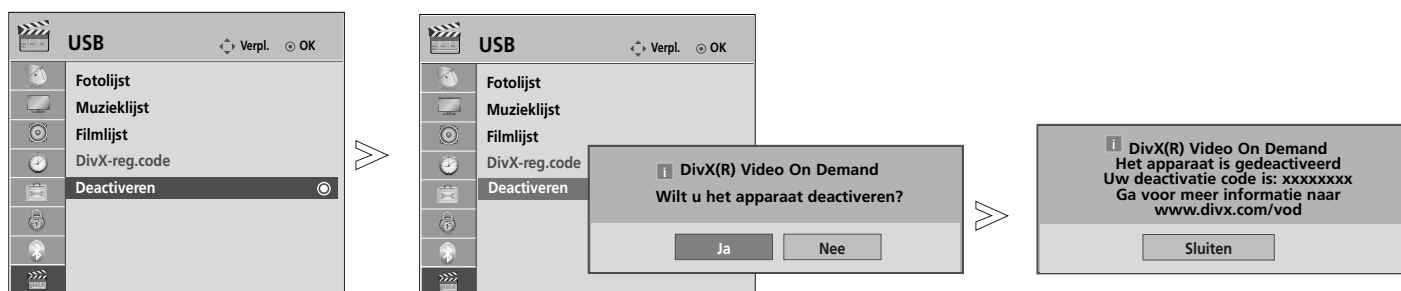 USB Verpl. OK
Fotolijst
Muzieklijst
Filmlijst
DivX-reg.code
Deactiveren
USB Verpl. OK
Fotolijst
Muzieklijst
Filmlijst
DivX-reg.code
Deactiveren
i DivX(R) Video On Demand
Wilt u het apparaat deactiveren?
Ja Nee
i DivX(R) Video On Demand
Het apparaat is gedeactiveerd
Uw deactivatie code is: xxxxxxxx
Ga voor meer informatie naar
www.divx.com/vod
Sluiten